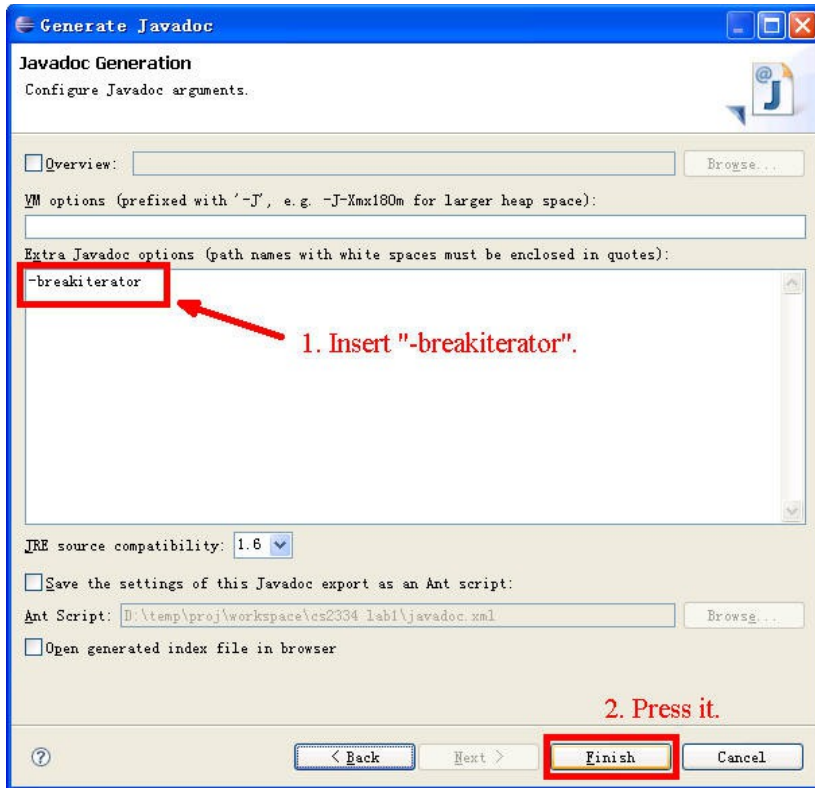 Generate Javadoc
Javadoc Generation
Configure Javadoc arguments.
@
J
Overview:
Browse...
VM options (prefixed with '-J', e.g. -J-Xmx180m for larger heap space):
Extra Javadoc options (path names with white spaces must be enclosed in quotes):
-breakiterator
1. Insert "-breakiterator".
JRE source compatibility: 1.6
Save the settings of this Javadoc export as an Ant script:
Ant Script: D:\temp\proj\workspace\cs2334 lab1\javadoc.xml Browse...
Open generated index file in browser
2. Press it.
? < Back Next > Finish Cancel